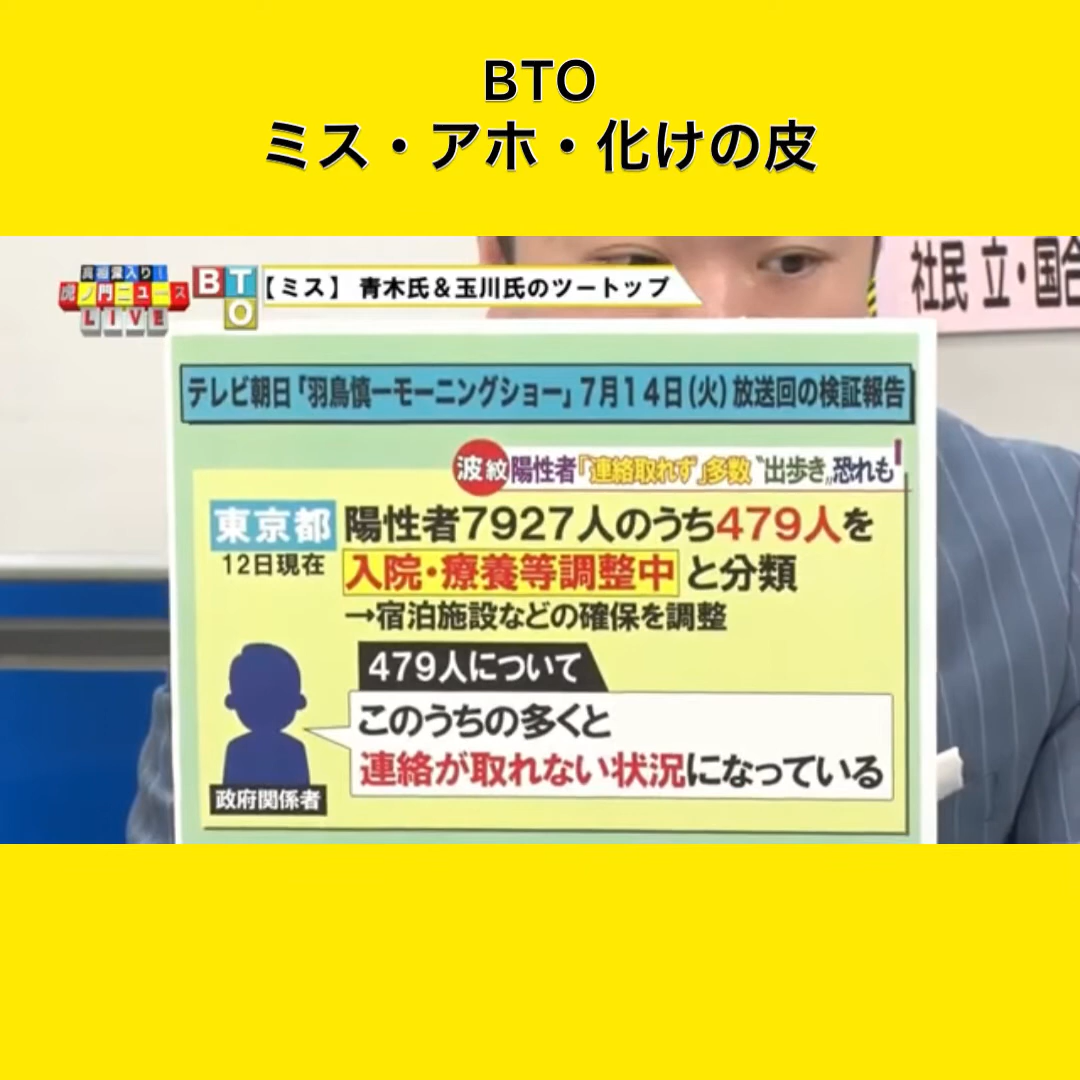 BTO
ミス・アホ・化けの皮
真相深入り!
虎ノ門ニュース
LIVE
BTO
【ミス】 青木氏&玉川氏のツートップ
社民 立・国
テレビ朝日「羽鳥慎一モーニングショー」7月14日(火)放送回の検証報告
波紋 陽性者「連絡取れず」多数 〝出歩き〟恐れも
東京都
12日現在
陽性者7927人のうち479人を
入院・療養等調整中 と分類
→宿泊施設などの確保を調整
479人について
このうちの多くと
連絡が取れない状況になっている
政府関係者